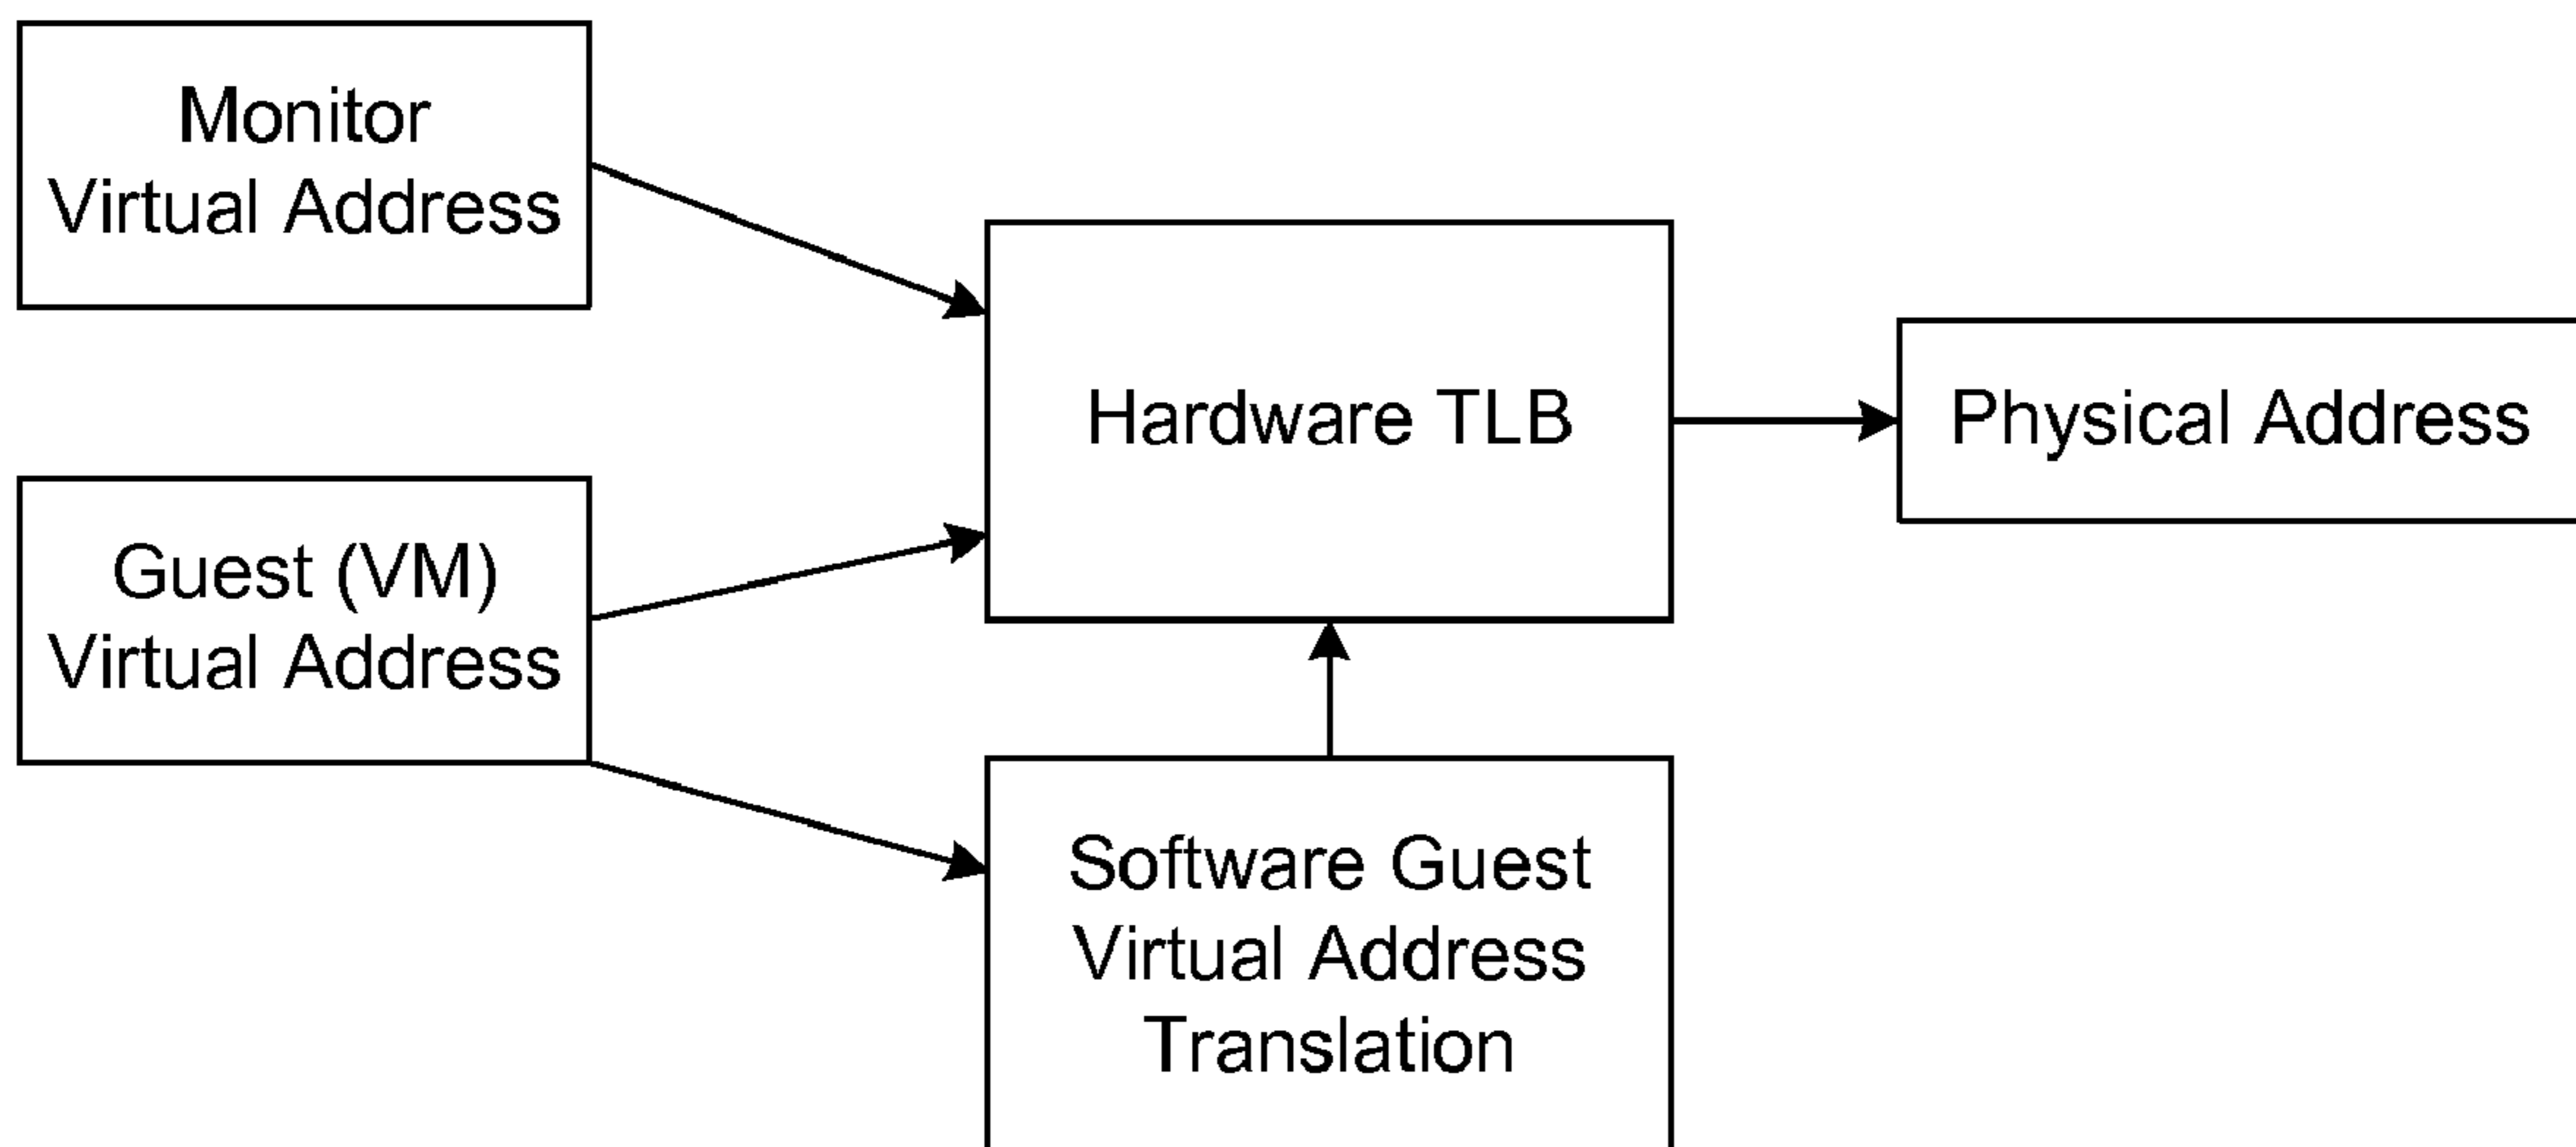 Monitor
Virtual Address
Hardware TLB
Physical Address
Guest (VM)
Virtual Address
Software Guest
Virtual Address
Translation